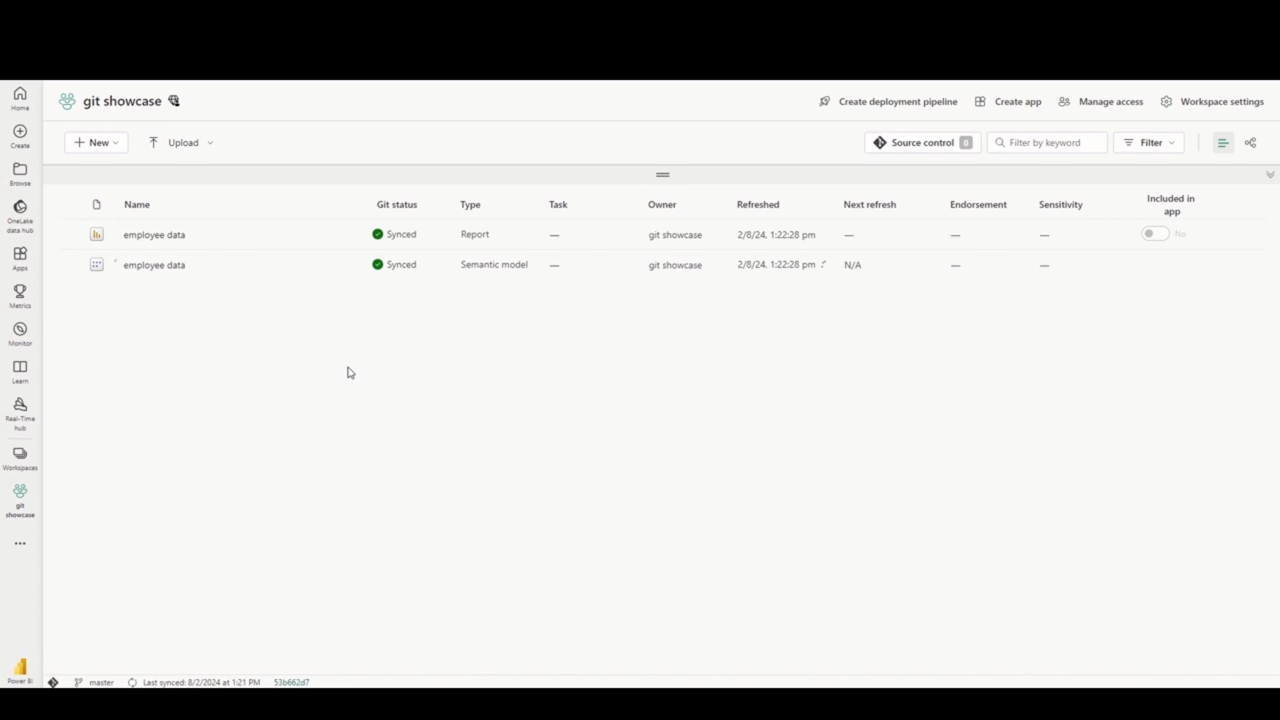 git showcase
Create deployment pipeline
Create app
Manage access
Workspace settings
New
Upload
Source control 0
Filter by keyword
Filter
Name Git status Type Task Owner Refreshed Next refresh Endorsement Sensitivity Included in app
employee data Synced Report — git showcase 2/8/24, 1:22:28 pm — — — No
employee data Synced Semantic model — git showcase 2/8/24, 1:22:28 pm N/A — —
Home
Create
Browse
OneLake
data hub
Apps
Metrics
Monitor
Learn
Real-Time
hub
Workspaces
git
showcase
Power BI
master
Last synced: 8/2/2024 at 1:21 PM
53b662d7